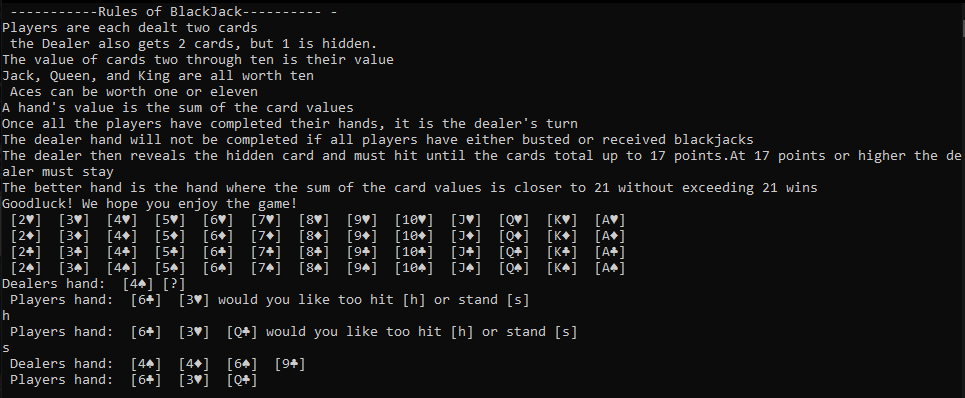 -----------Rules of BlackJack---------- -
Players are each dealt two cards
the Dealer also gets 2 cards, but 1 is hidden.
The value of cards two through ten is their value
Jack, Queen, and King are all worth ten
Aces can be worth one or eleven
A hand's value is the sum of the card values
Once all the players have completed their hands, it is the dealer's turn
The dealer hand will not be completed if all players have either busted or received blackjacks
The dealer then reveals the hidden card and must hit until the cards total up to 17 points.At 17 points or higher the de
aler must stay
The better hand is the hand where the sum of the card values is closer to 21 without exceeding 21 wins
Goodluck! We hope you enjoy the game!
[2♥] [3♥] [4♥] [5♥] [6♥] [7♥] [8♥] [9♥] [10♥] [J♥] [Q♥] [K♥] [A♥]
[2♦] [3♦] [4♦] [5♦] [6♦] [7♦] [8♦] [9♦] [10♦] [J♦] [Q♦] [K♦] [A♦]
[2♣] [3♣] [4♣] [5♣] [6♣] [7♣] [8♣] [9♣] [10♣] [J♣] [Q♣] [K♣] [A♣]
[2♠] [3♠] [4♠] [5♠] [6♠] [7♠] [8♠] [9♠] [10♠] [J♠] [Q♠] [K♠] [A♠]
Dealers hand: [4♠] [?]
Players hand: [6♣] [3♥] would you like too hit [h] or stand [s]
h
Players hand: [6♣] [3♥] [Q♣] would you like too hit [h] or stand [s]
s
Dealers hand: [4♠] [4♦] [6♠] [9♣]
Players hand: [6♣] [3♥] [Q♣]